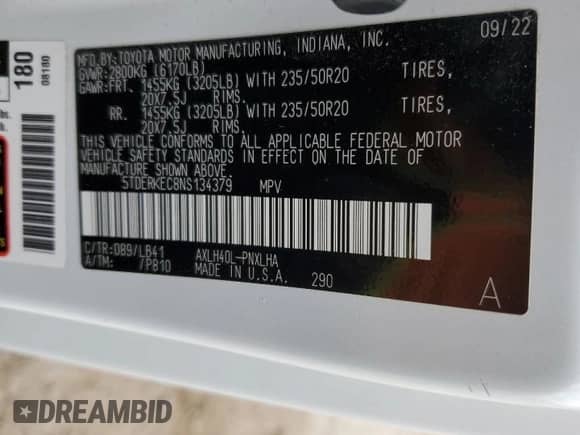 MFD.BY:TOYOTA MOTOR MANUFACTURING, INDIANA, INC. 09/22
GVWR:2800KG (6170LB)
GAWR:FRT. 1455KG (3205LB) WITH 235/50R20 TIRES,
20X7.5J RIMS.
RR. 1455KG (3205LB) WITH 235/50R20 TIRES,
20X7.5J RIMS.
THIS VEHICLE CONFORMS TO ALL APPLICABLE FEDERAL MOTOR
VEHICLE SAFETY STANDARDS IN EFFECT ON THE DATE OF
MANUFACTURE SHOWN ABOVE.
5TDERKEC8NS134379 MPV
C/TR:089/LB41 AXLH40L-PNXLHA
A/TM: /P810 MADE IN U.S.A. 290
A
180
08180
DREAMBID